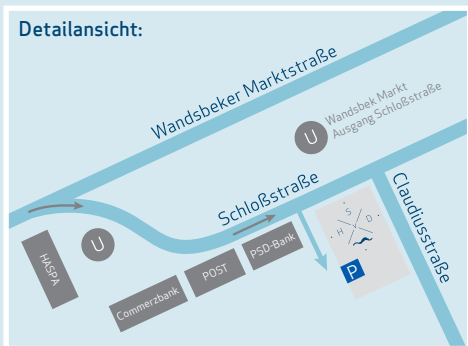 Detailansicht:
Wandsbeker Marktstraße
U
Wandsbek Markt
Ausgang Schloßstraße
Schloßstraße
Claudiusstraße
S
H
D
P
U
HASPA
PSD-Bank
POST
Commerzbank